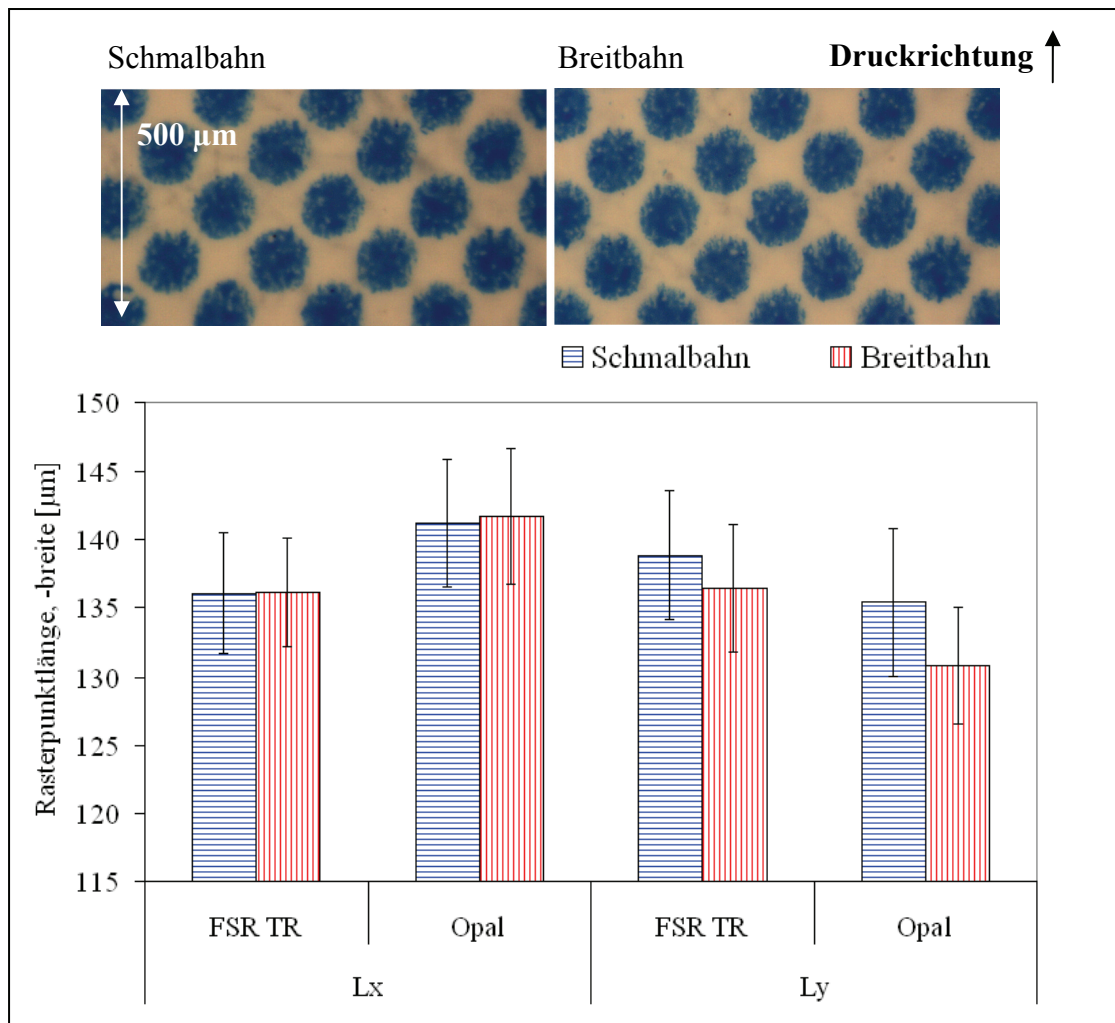 Schmalbahn Breitbahn Druckrichtung
500 µm
Schmalbahn Breitbahn
Rasterpunktlänge, -breite [µm]
150
145
140
135
130
125
120
115
FSR TR Opal FSR TR Opal
Lx Ly